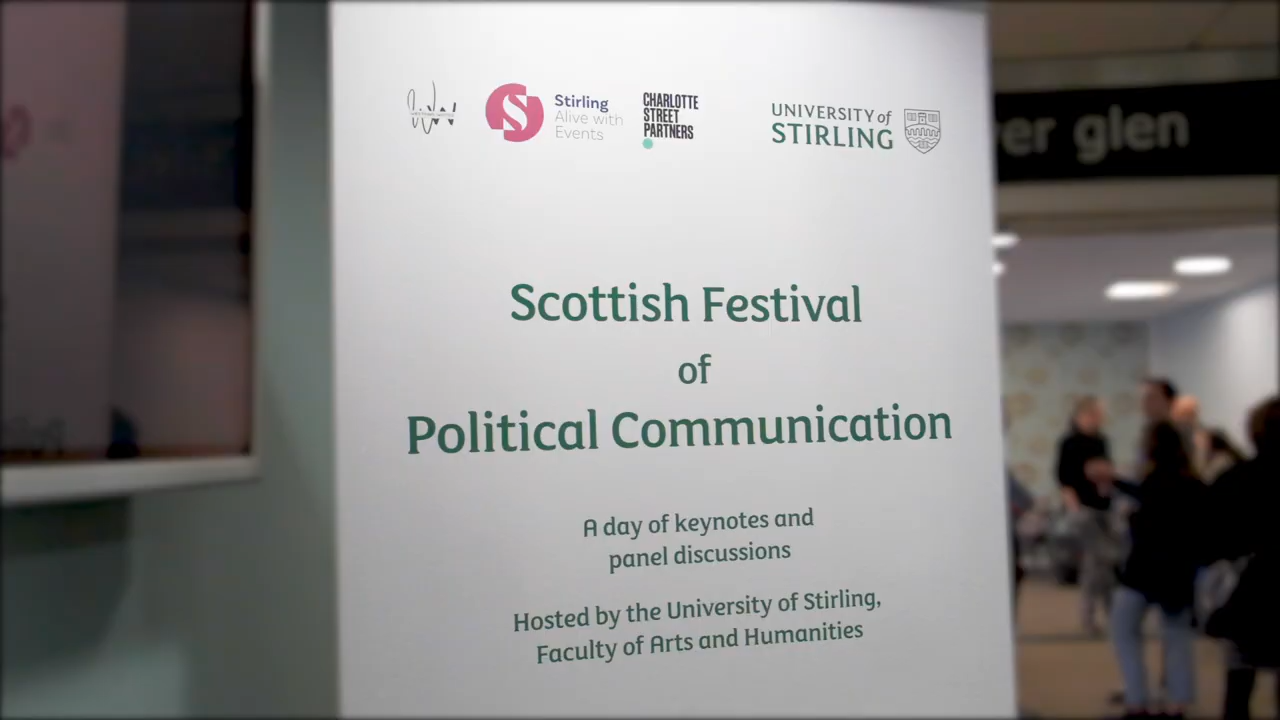 Stirling
Alive with
Events
CHARLOTTE
STREET
PARTNERS
UNIVERSITY of
STIRLING
Scottish Festival
of
Political Communication
A day of keynotes and
panel discussions
Hosted by the University of Stirling,
Faculty of Arts and Humanities
glen